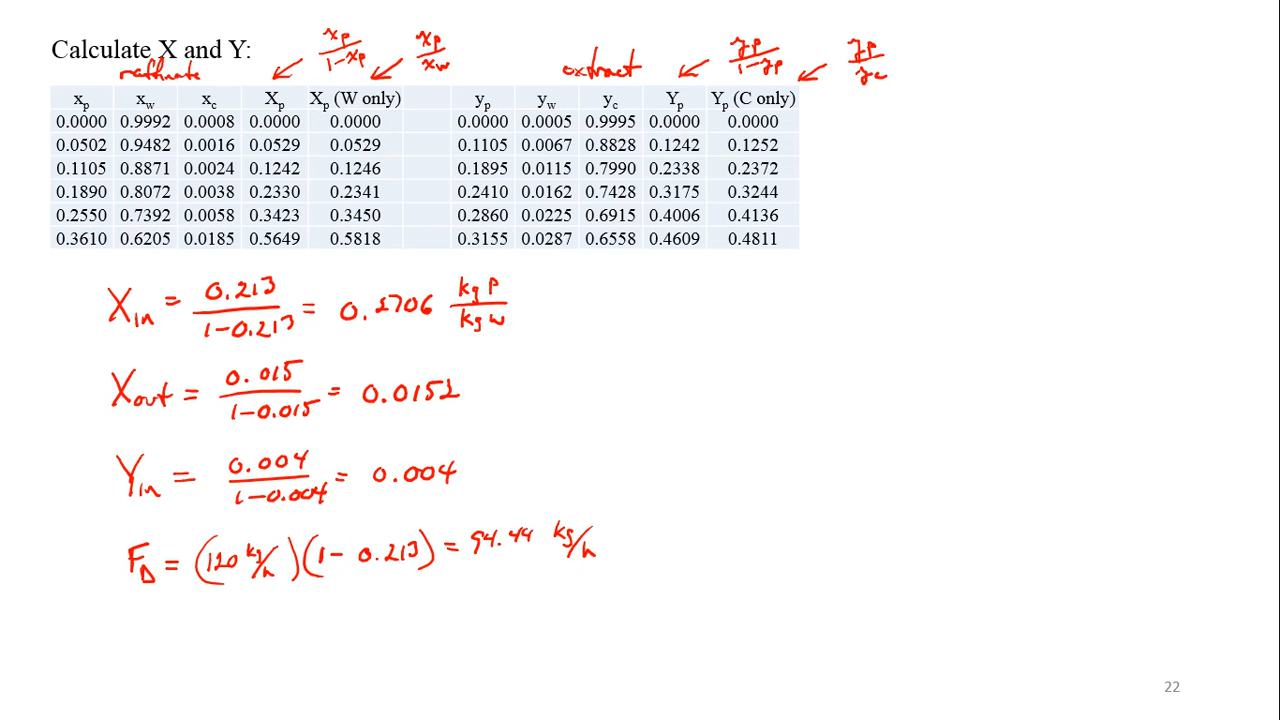 Calculate X and Y:
xp/(1-xp)
xp/xw
yp/(1-yp)
yp/yc
raffinate
extract
xp xw xc Xp Xp (W only) yp yw yc Yp Yp (C only)
0.0000 0.9992 0.0008 0.0000 0.0000 0.0000 0.0005 0.9995 0.0000 0.0000
0.0502 0.9482 0.0016 0.0529 0.0529 0.1105 0.0067 0.8828 0.1242 0.1252
0.1105 0.8871 0.0024 0.1242 0.1246 0.1895 0.0115 0.7990 0.2338 0.2372
0.1890 0.8072 0.0038 0.2330 0.2341 0.2410 0.0162 0.7428 0.3175 0.3244
0.2550 0.7392 0.0058 0.3423 0.3450 0.2860 0.0225 0.6915 0.4006 0.4136
0.3610 0.6205 0.0185 0.5649 0.5818 0.3155 0.0287 0.6558 0.4609 0.4811
Xin = 0.213/(1-0.213) = 0.2706 kg P/kg W
Xout = 0.015/(1-0.015) = 0.0152
Yin = 0.004/(1-0.004) = 0.004
FD = (120 kg/h)(1 - 0.213) = 94.44 kg/h
22